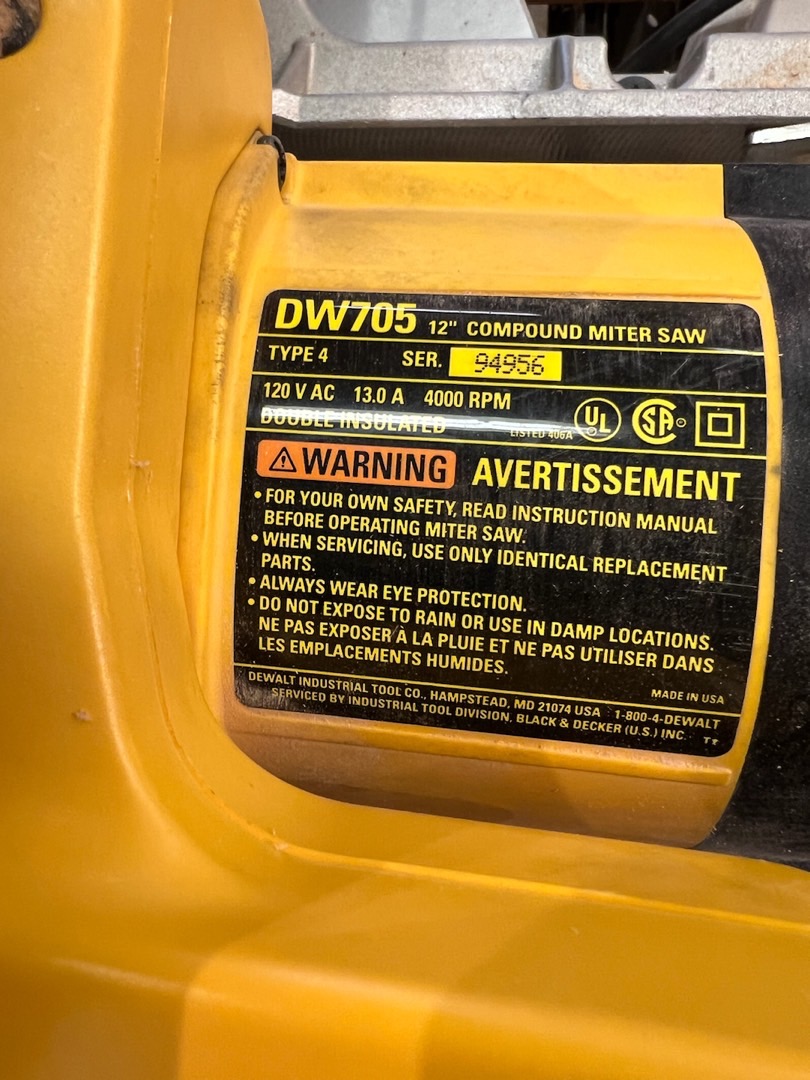 DW705 12" COMPOUND MITER SAW
TYPE 4 SER. 94956
120 V AC 13.0 A 4000 RPM
DOUBLE INSULATED LISTED 406A UL SA
WARNING AVERTISSEMENT
• FOR YOUR OWN SAFETY, READ INSTRUCTION MANUAL
BEFORE OPERATING MITER SAW.
• WHEN SERVICING, USE ONLY IDENTICAL REPLACEMENT
PARTS.
• ALWAYS WEAR EYE PROTECTION.
• DO NOT EXPOSE TO RAIN OR USE IN DAMP LOCATIONS.
NE PAS EXPOSER À LA PLUIE ET NE PAS UTILISER DANS
LES EMPLACEMENTS HUMIDES.
MADE IN USA
DEWALT INDUSTRIAL TOOL CO., HAMPSTEAD, MD 21074 USA 1-800-4-DEWALT
SERVICED BY INDUSTRIAL TOOL DIVISION, BLACK & DECKER (U.S.) INC.